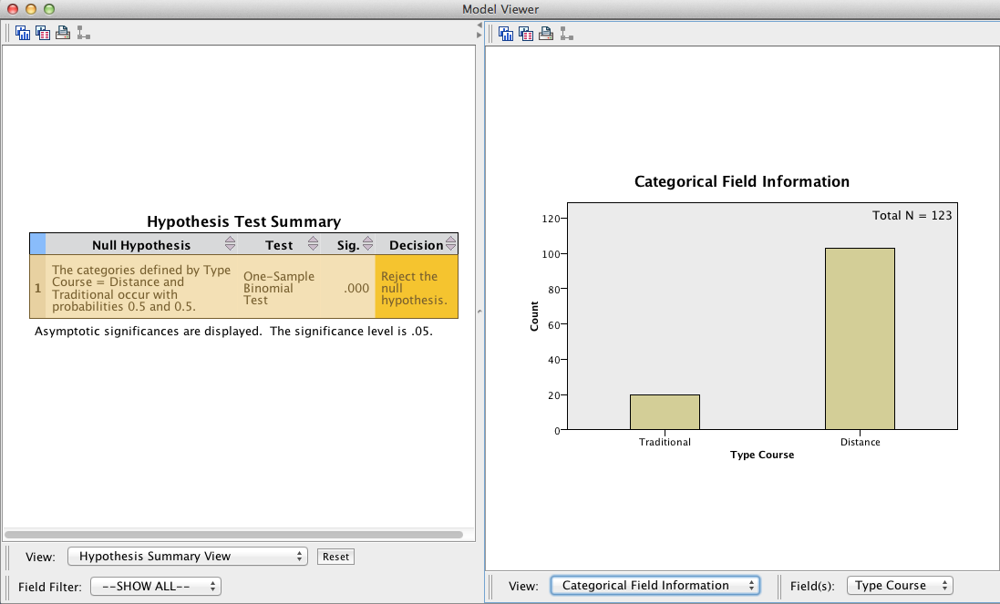 Model Viewer
Hypothesis Test Summary
Null Hypothesis Test Sig. Decision
1
The categories defined by Type
Course = Distance and
Traditional occur with
probabilities 0.5 and 0.5.
One-Sample
Binomial
Test
.000
Reject the
null
hypothesis.
Asymptotic significances are displayed.  The significance level is .05.
View: Hypothesis Summary View Reset
Field Filter: --SHOW ALL--
Categorical Field Information
Total N = 123
120
100
80
60
40
20
0
Count
Traditional Distance
Type Course
View: Categorical Field Information Field(s): Type Course